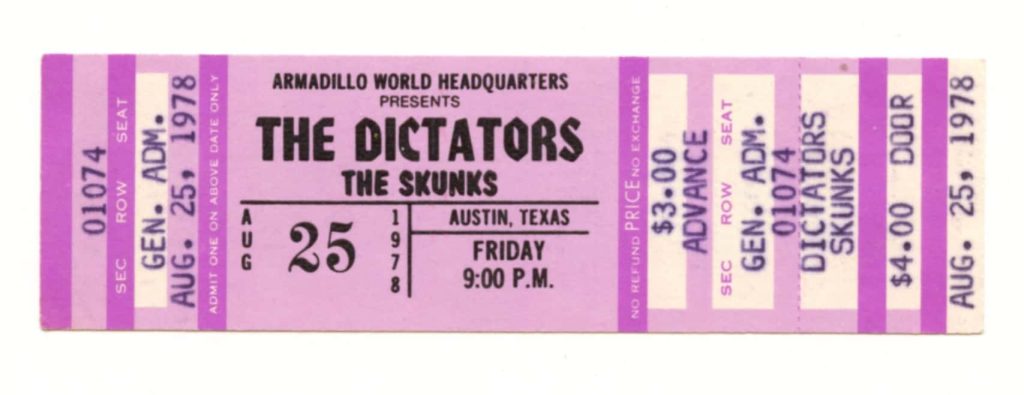 01074
SEC ROW SEAT
GEN. ADM.
AUG. 25, 1978
ADMIT ONE ON ABOVE DATE ONLY
ARMADILLO WORLD HEADQUARTERS
PRESENTS
THE DICTATORS
THE SKUNKS
AUG 25 1978
AUSTIN, TEXAS
FRIDAY
9:00 P.M.
NO REFUND PRICE NO EXCHANGE
$3.00
ADVANCE
SEC ROW SEAT
GEN. ADM.
01074
DICTATORS
SKUNKS
$4.00 DOOR
AUG. 25, 1978